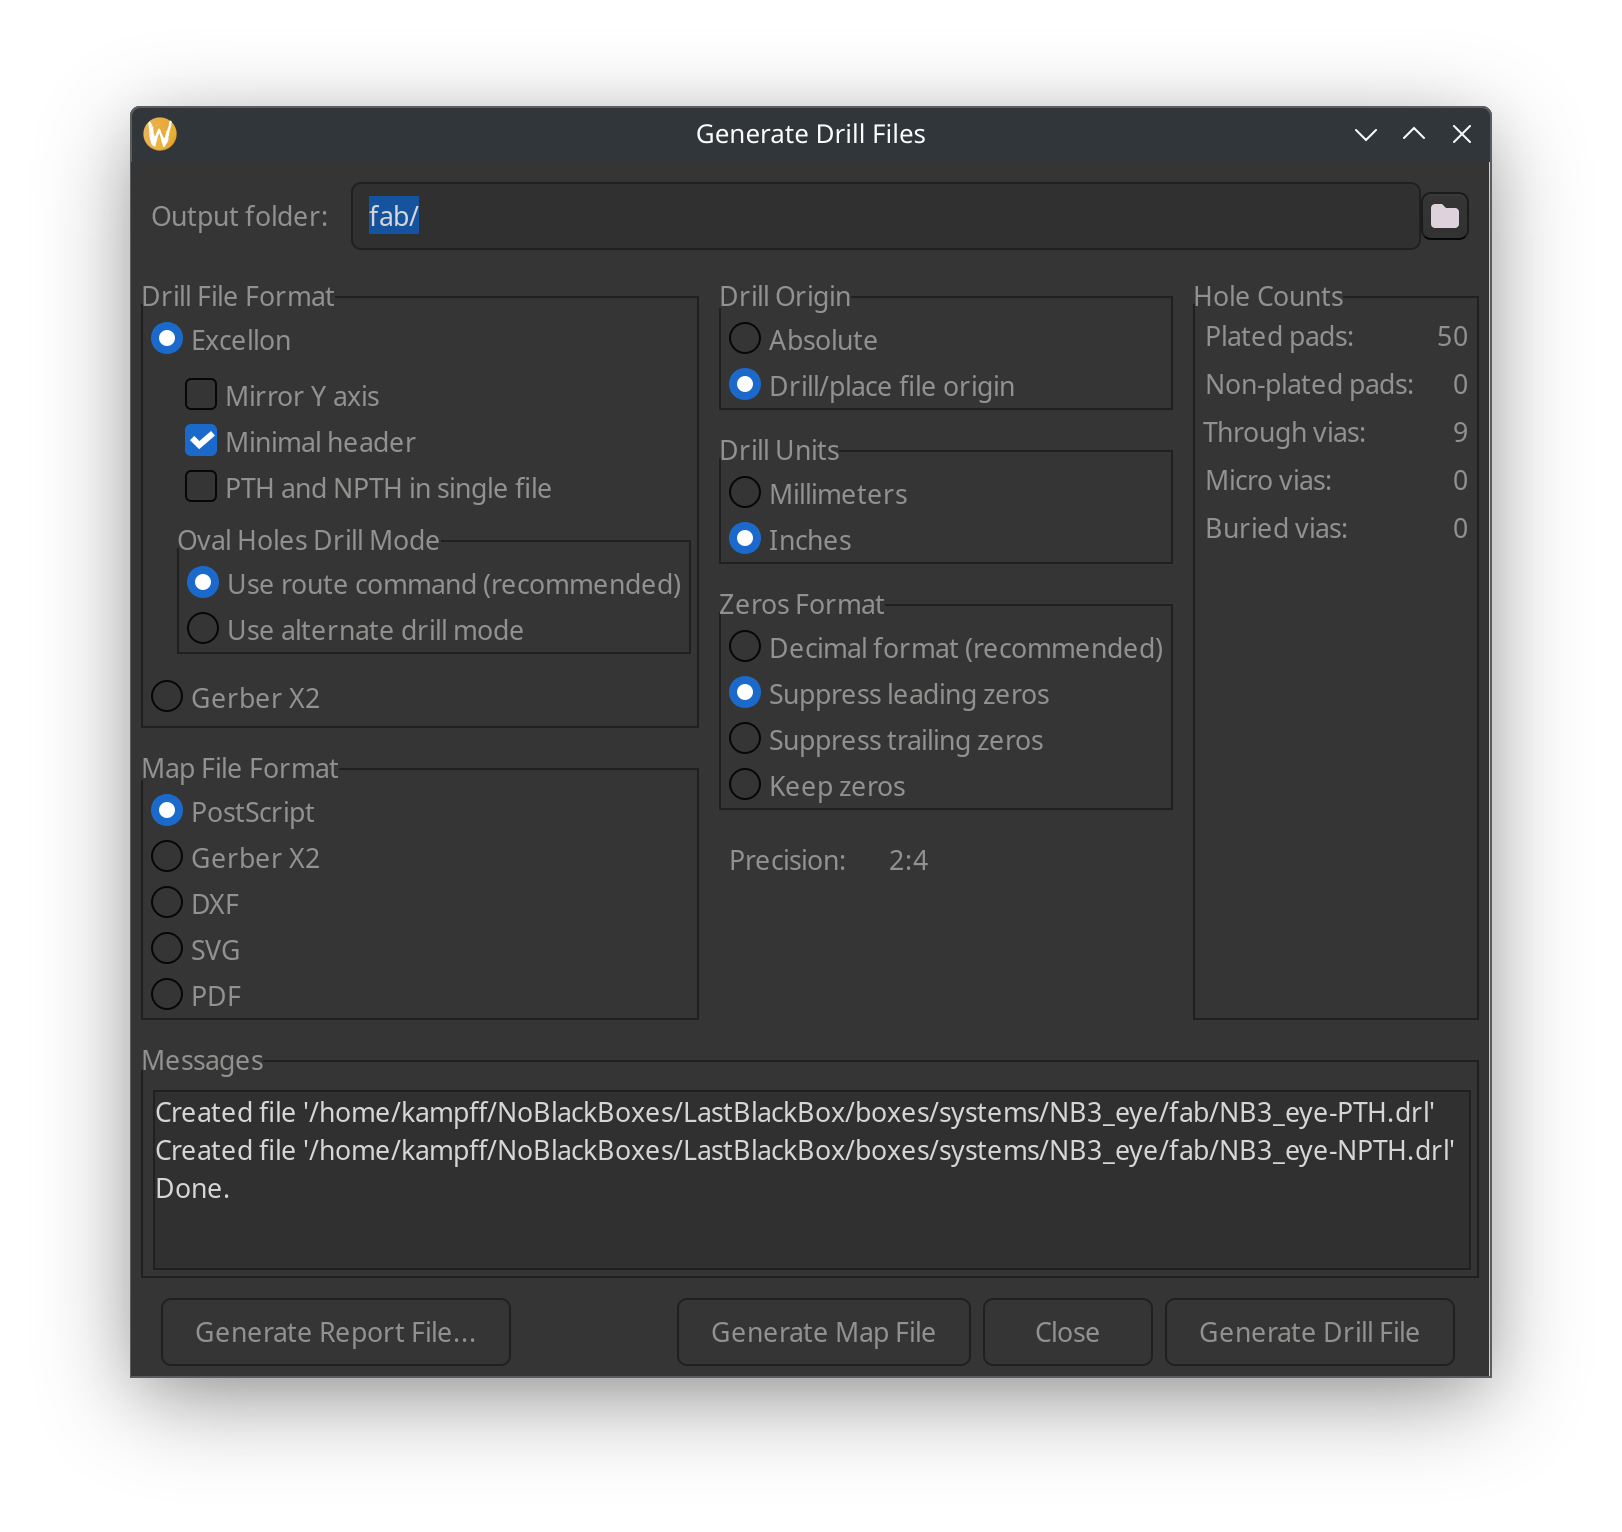 Generate Drill Files
Output folder: fab/
Drill File Format
Excellon
Mirror Y axis
Minimal header
PTH and NPTH in single file
Oval Holes Drill Mode
Use route command (recommended)
Use alternate drill mode
Gerber X2
Map File Format
PostScript
Gerber X2
DXF
SVG
PDF
Drill Origin
Absolute
Drill/place file origin
Drill Units
Millimeters
Inches
Zeros Format
Decimal format (recommended)
Suppress leading zeros
Suppress trailing zeros
Keep zeros
Precision: 2:4
Hole Counts
Plated pads: 50
Non-plated pads: 0
Through vias: 9
Micro vias: 0
Buried vias: 0
Messages
Created file '/home/kampff/NoBlackBoxes/LastBlackBox/boxes/systems/NB3_eye/fab/NB3_eye-PTH.drl'
Created file '/home/kampff/NoBlackBoxes/LastBlackBox/boxes/systems/NB3_eye/fab/NB3_eye-NPTH.drl'
Done.
Generate Report File... Generate Map File Close Generate Drill File